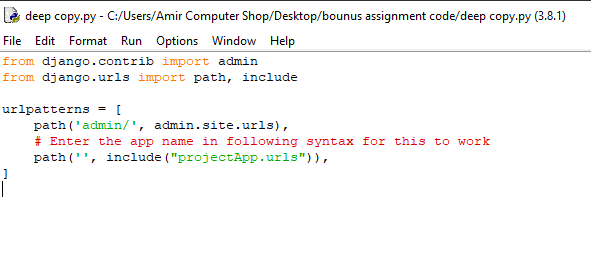 deep copy.py - C:/Users/Amir Computer Shop/Desktop/bounus assignment code/deep copy.py (3.8.1)
File Edit Format Run Options Window Help
from django.contrib import admin
from django.urls import path, include
urlpatterns = [
    path('admin/', admin.site.urls),
    # Enter the app name in following syntax for this to work
    path('', include("projectApp.urls")),
]